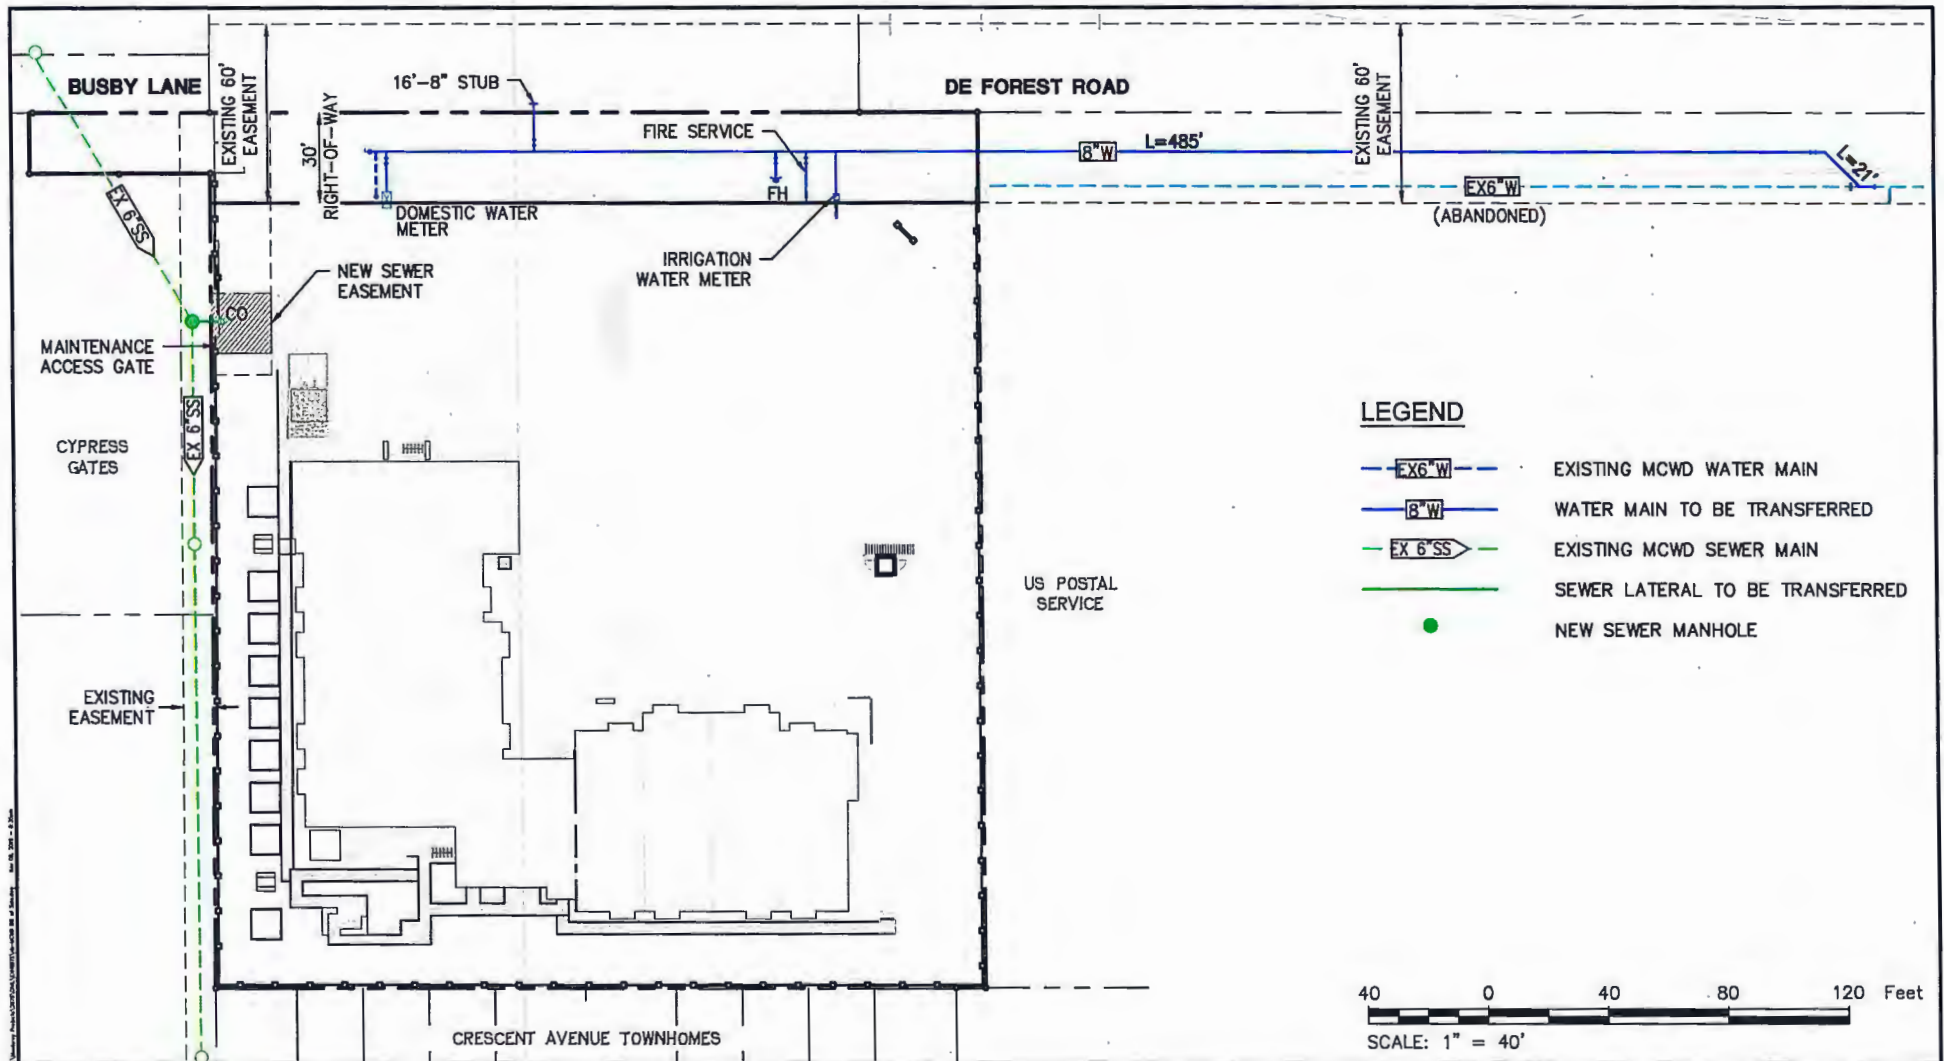 BUSBY LANE
EXISTING 60'
EASEMENT
16'-8" STUB
DE FOREST ROAD
EXISTING 60'
EASEMENT
30'
RIGHT-OF-WAY
FIRE SERVICE
8"W
L=485'
L=21'
EX6"W
(ABANDONED)
FH
DOMESTIC WATER
METER
IRRIGATION
WATER METER
EX 6"SS
NEW SEWER
EASEMENT
CO
MAINTENANCE
ACCESS GATE
EX 6"SS
CYPRESS
GATES
US POSTAL
SERVICE
EXISTING
EASEMENT
CRESCENT AVENUE TOWNHOMES
LEGEND
EX6"W EXISTING MCWD WATER MAIN
8"W WATER MAIN TO BE TRANSFERRED
EX 6"SS EXISTING MCWD SEWER MAIN
SEWER LATERAL TO BE TRANSFERRED
NEW SEWER MANHOLE
40 0 40 80 120 Feet
SCALE: 1" = 40'